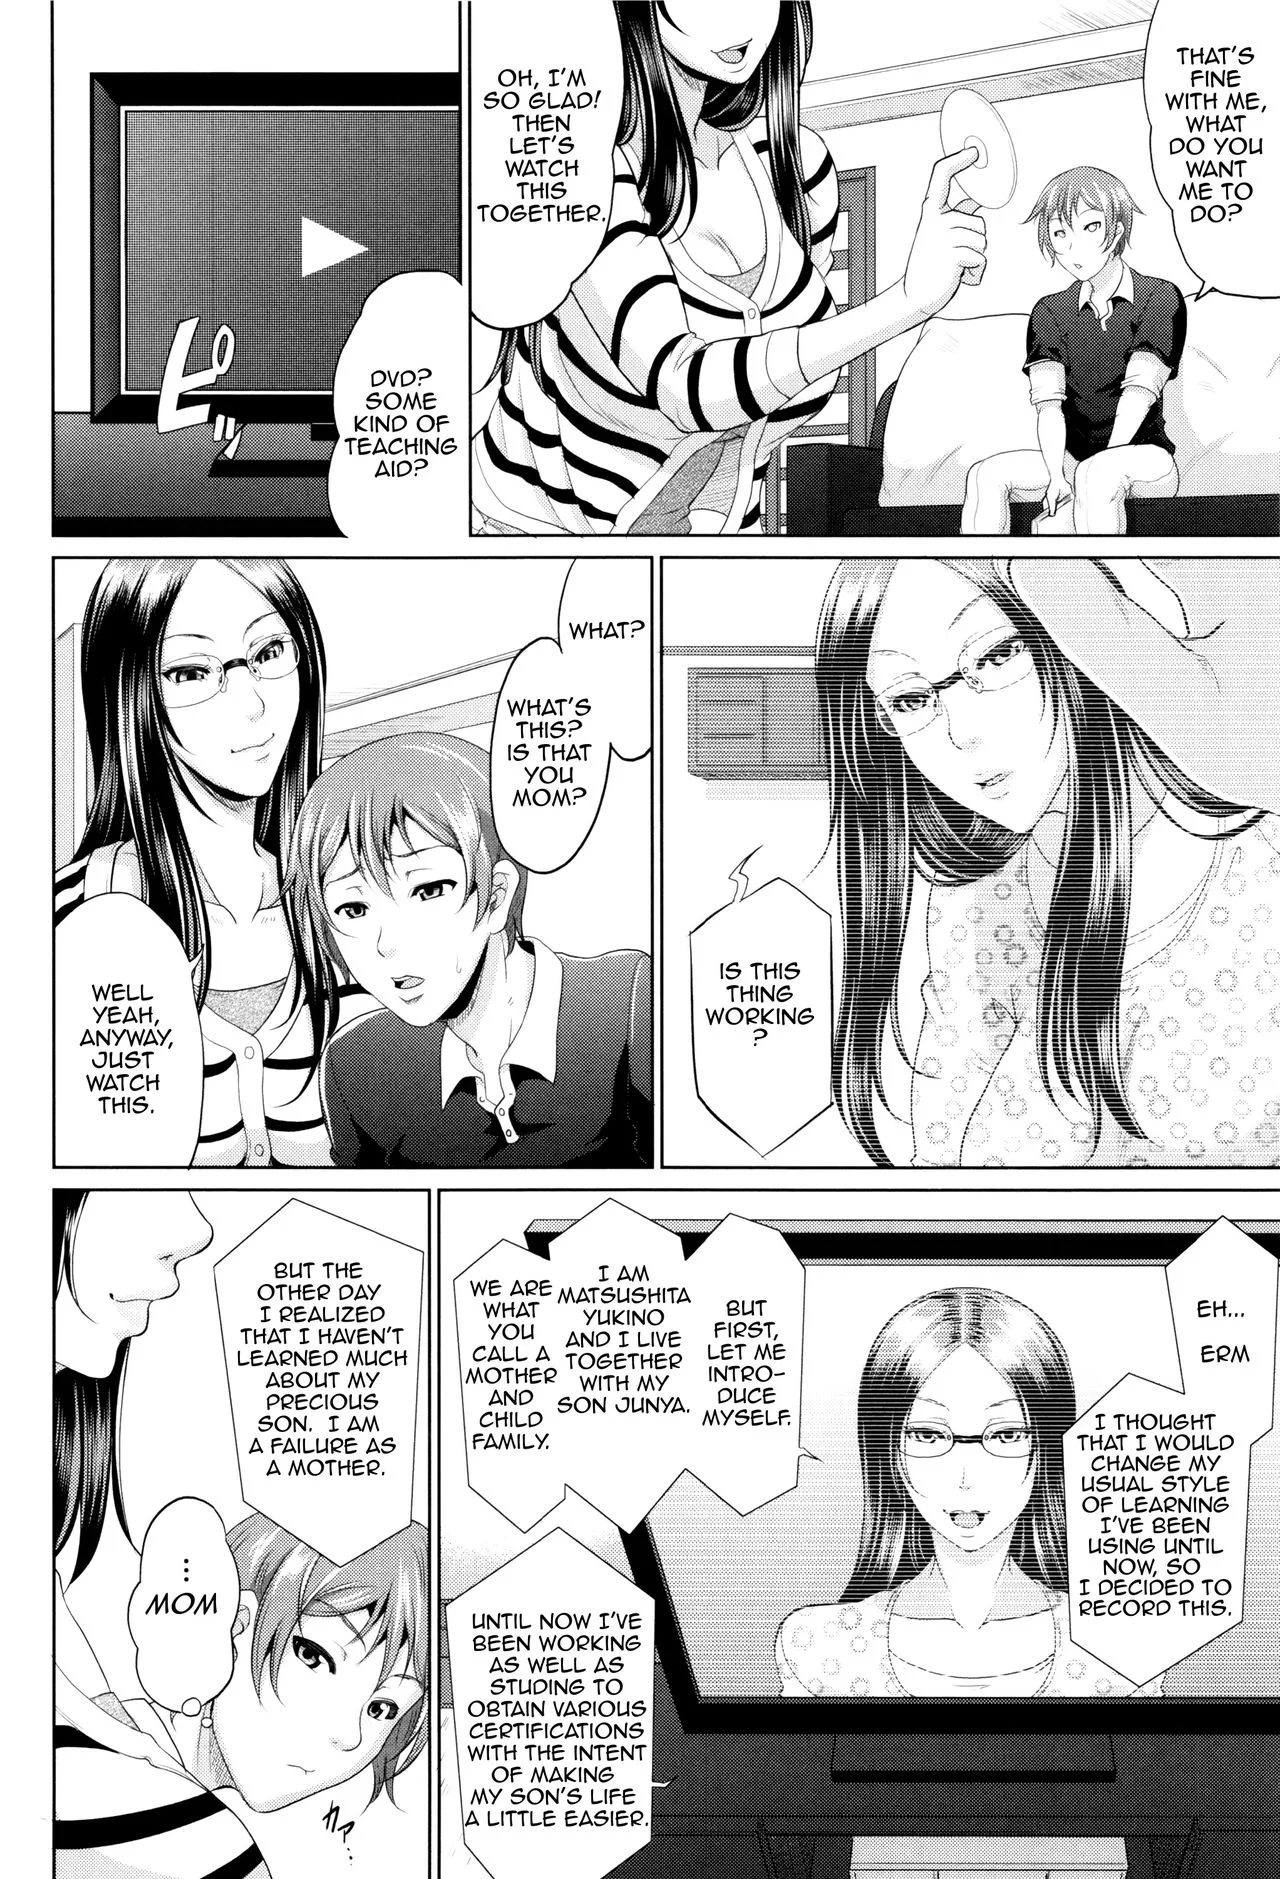 THAT'S
FINE
WITH ME,
WHAT
DO YOU
WANT
ME TO
DO?
OH, I'M
SO GLAD!
THEN
LET'S
WATCH
THIS
TOGETHER.
DVD?
SOME
KIND OF
TEACHING
AID?
ピッ
IS THIS
THING
WORKING
?
WHAT?
WHAT'S
THIS?
IS THAT
YOU
MOM?
WELL
YEAH,
ANYWAY,
JUST
WATCH
THIS.
EH...
ERM
I THOUGHT
THAT I WOULD
CHANGE MY
USUAL STYLE
OF LEARNING
I'VE BEEN
USING UNTIL
NOW, SO
I DECIDED TO
RECORD THIS.
BUT
FIRST,
LET ME
INTRO-
DUCE
MYSELF.
I AM
MATSUSHITA
YUKINO
AND I LIVE
TOGETHER
WITH MY
SON JUNYA.
WE ARE
WHAT
YOU
CALL A
MOTHER
AND
CHILD
FAMILY.
UNTIL NOW I'VE
BEEN WORKING
AS WELL AS
STUDING TO
OBTAIN VARIOUS
CERTIFICATIONS
WITH THE INTENT
OF MAKING
MY SON'S LIFE
A LITTLE EASIER.
BUT THE
OTHER DAY
I REALIZED
THAT I HAVEN'T
LEARNED MUCH
ABOUT MY
PRECIOUS
SON. I AM
A FAILURE AS
A MOTHER.
...
MOM
カァ...